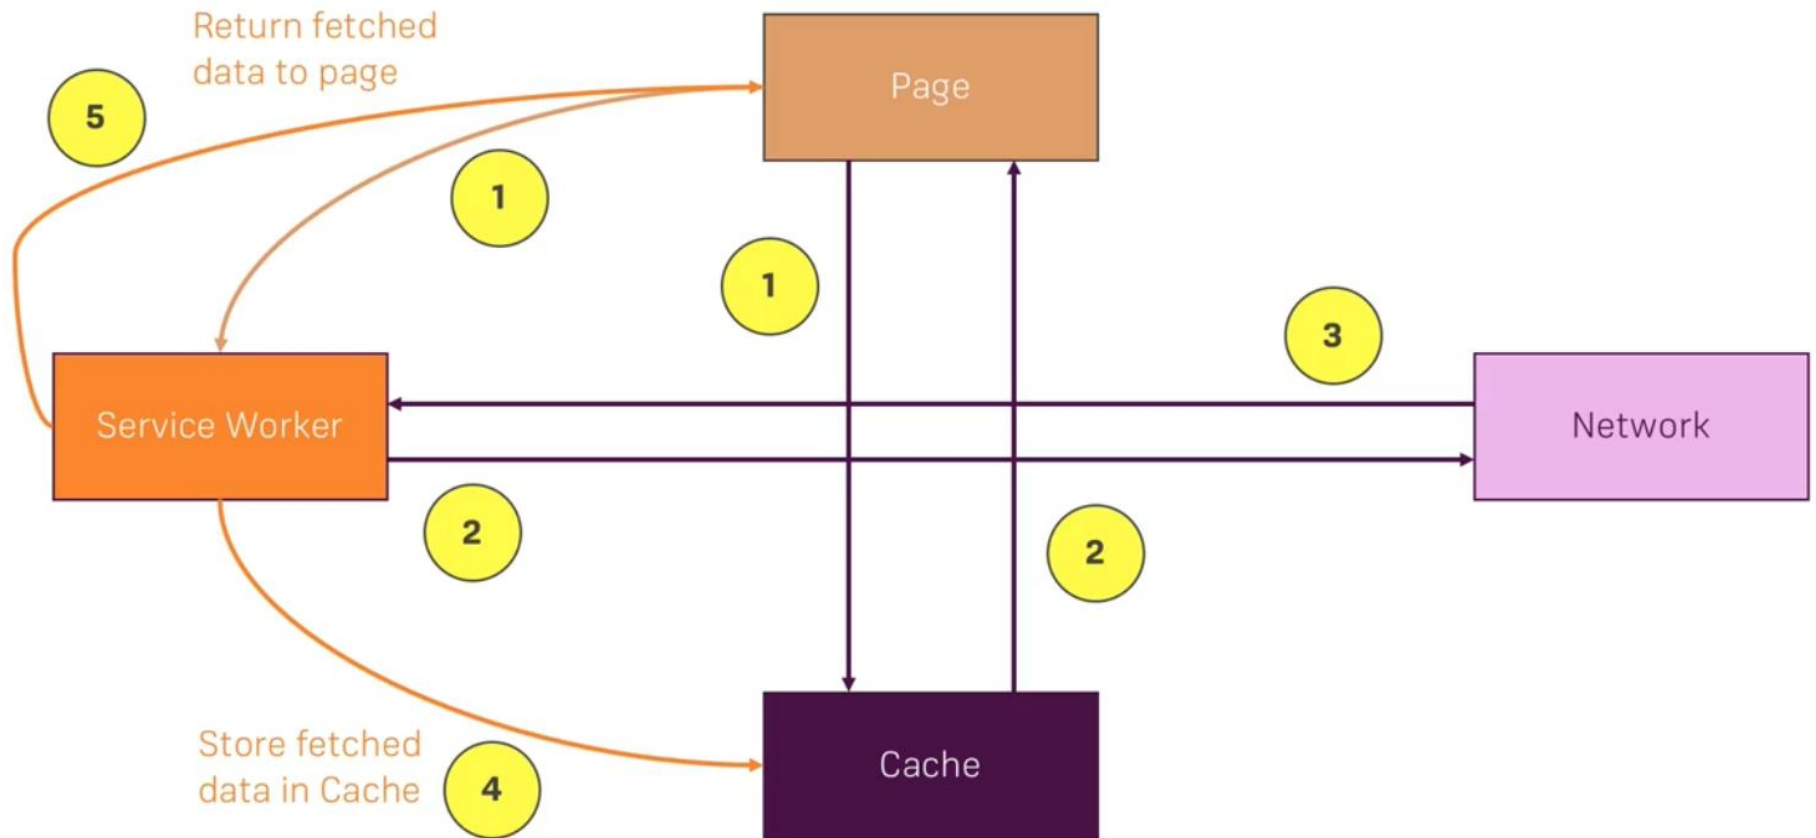 Return fetched
data to page
Page
5
1
1
3
Service Worker
Network
2
2
Store fetched
data in Cache
4
Cache